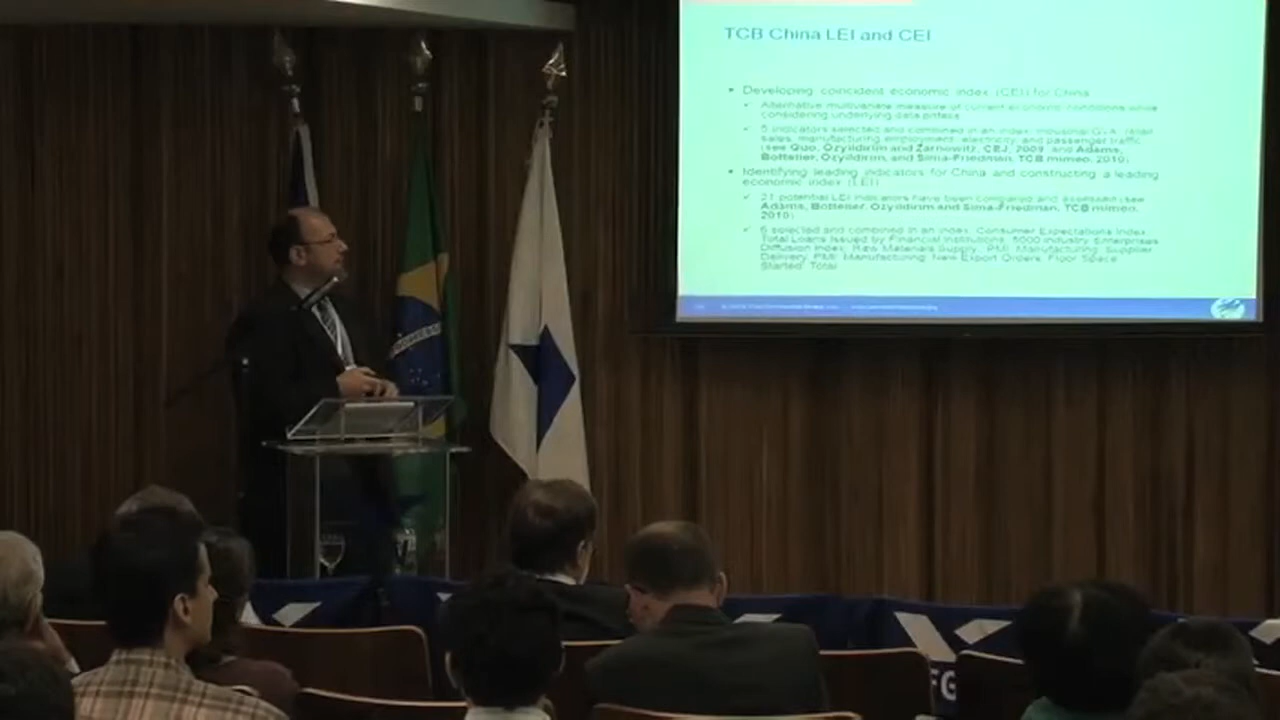 TCB China LEI and CEI
• Developing coincident economic index (CEI) for China
✓ Alternative multivariate measure of current economic conditions while
considering underlying data pitfalls
✓ 5 indicators selected and combined in an index: Industrial GVA, retail
sales, manufacturing employment, electricity, and passenger traffic
(see Guo, Ozyildirim and Zarnowitz, CEJ, 2009, and Adams,
Bottelier, Ozyildirim, and Sima-Friedman, TCB mimeo, 2010)
• Identifying leading indicators for China and constructing a leading
economic index (LEI)
✓ 21 potential LEI indicators have been compared and assessed (see
Adams, Bottelier, Ozyildirim and Sima-Friedman, TCB mimeo,
2010)
✓ 6 selected and combined in an index: Consumer Expectations Index,
Total Loans Issued by Financial Institutions, 5000 Industry Enterprises
Diffusion Index: Raw Materials Supply, PMI: Manufacturing: Supplier
Delivery, PMI: Manufacturing: New Export Orders, Floor Space
Started: Total
FG